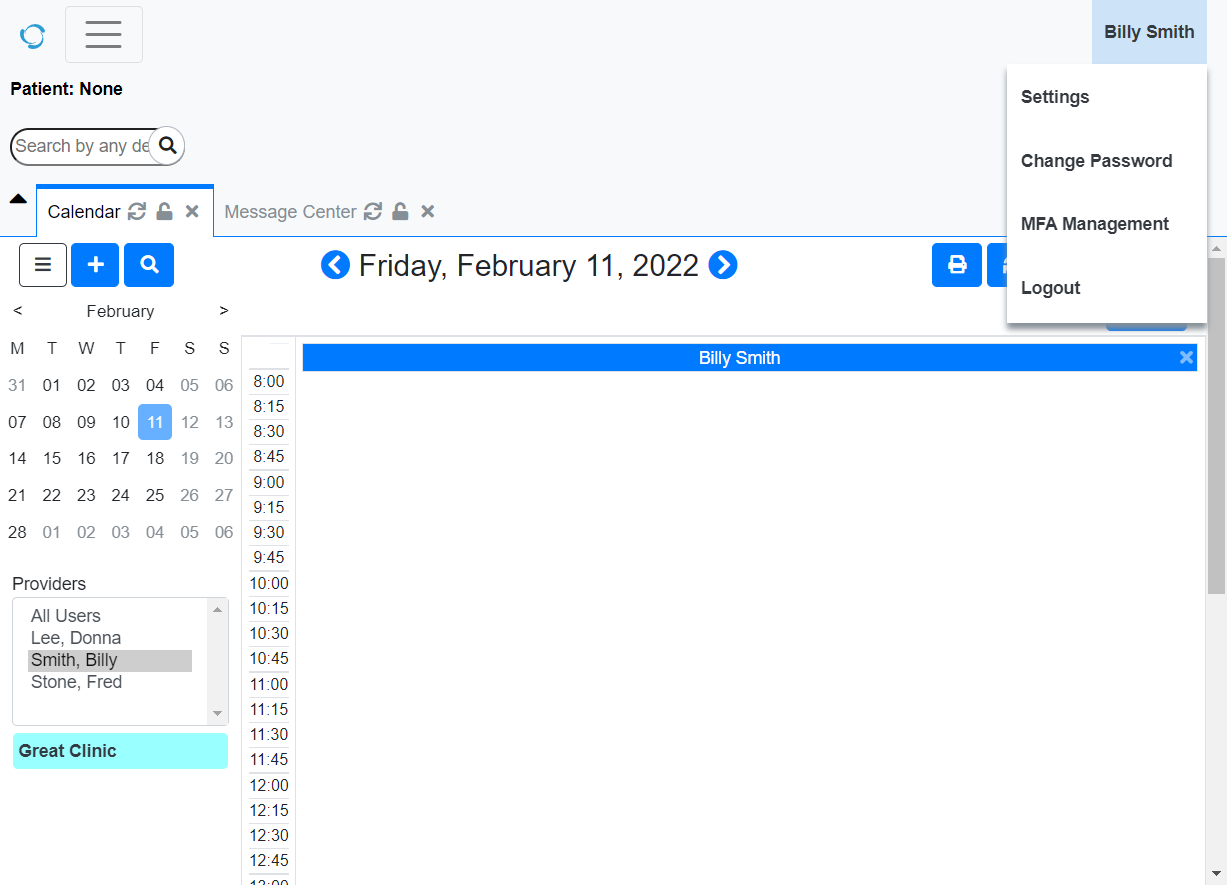 Billy Smith
Patient: None
Settings
Change Password
MFA Management
Logout
Search by any de
Calendar
Message Center
Friday, February 11, 2022
< February >
M T W T F S S
31 01 02 03 04 05 06
07 08 09 10 11 12 13
14 15 16 17 18 19 20
21 22 23 24 25 26 27
28 01 02 03 04 05 06
Providers
All Users
Lee, Donna
Smith, Billy
Stone, Fred
Great Clinic
Billy Smith
8:00
8:15
8:30
8:45
9:00
9:15
9:30
9:45
10:00
10:15
10:30
10:45
11:00
11:15
11:30
11:45
12:00
12:15
12:30
12:45